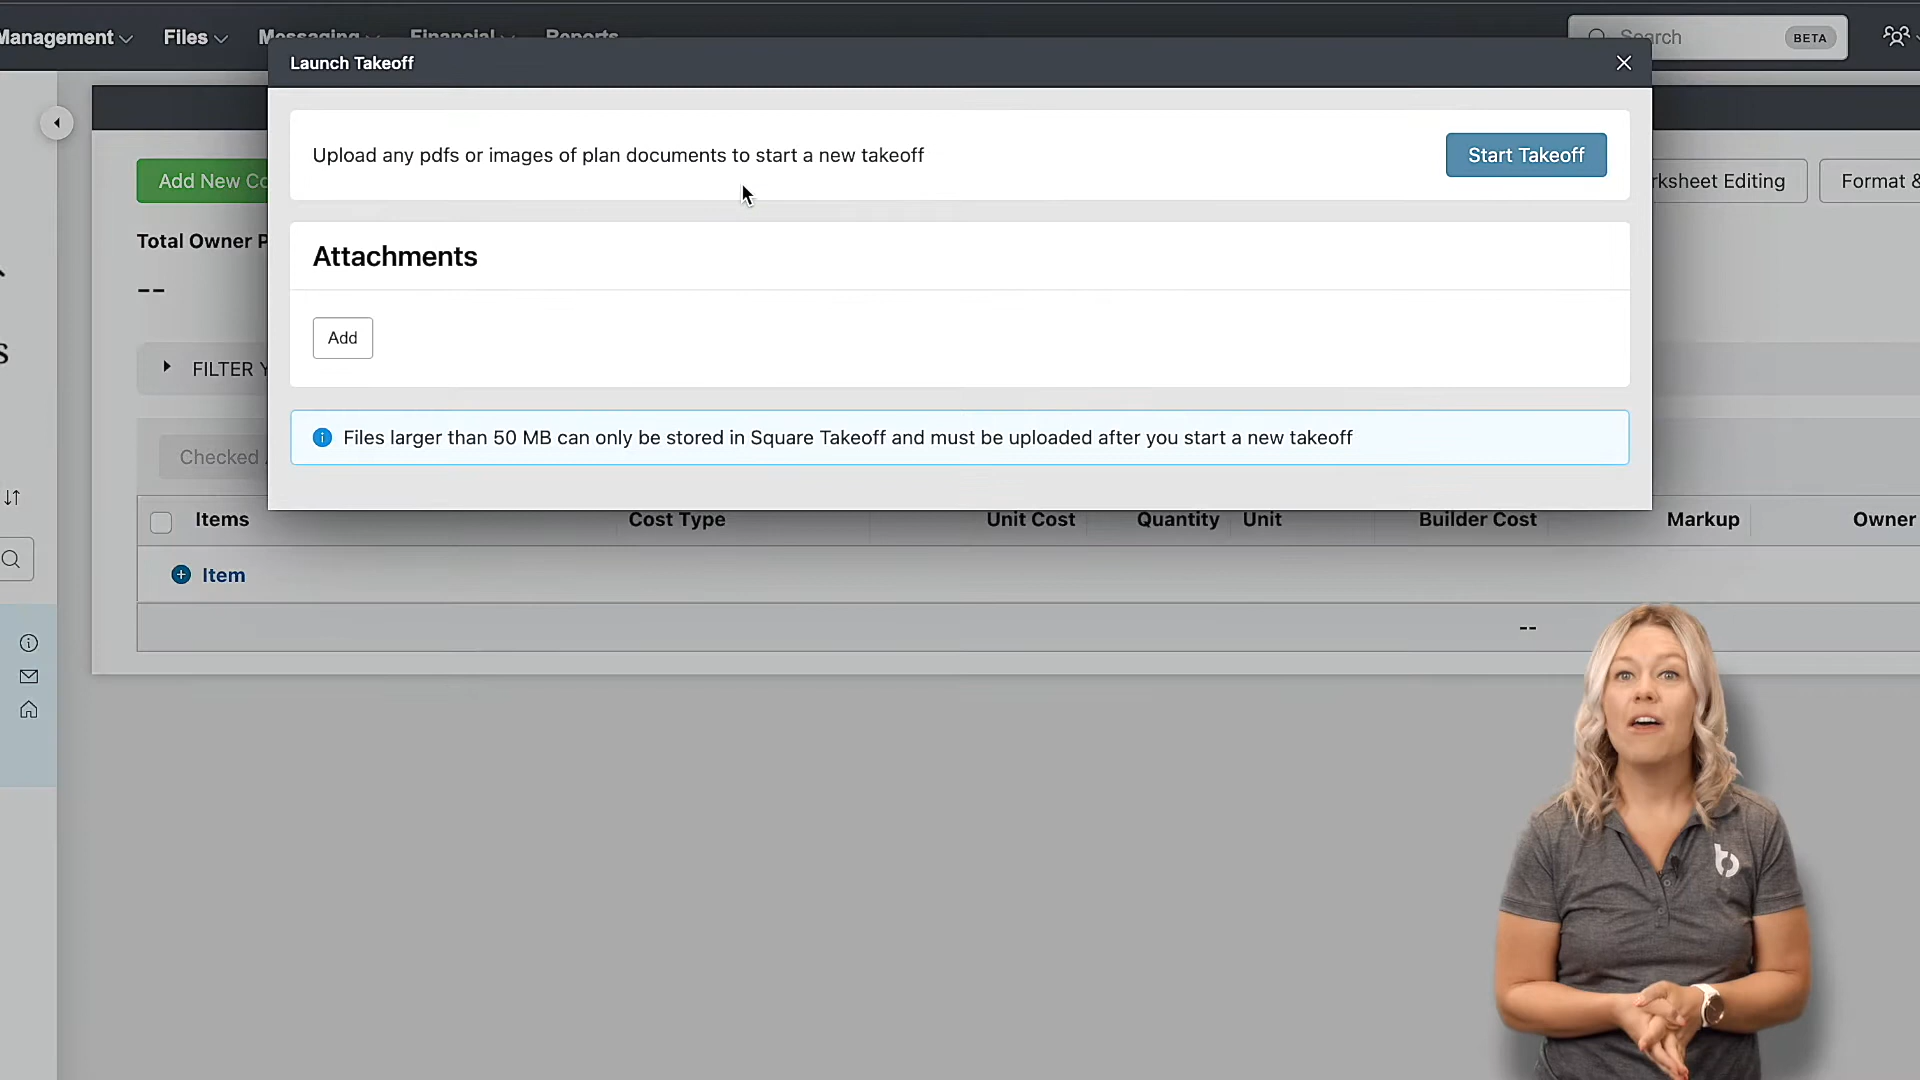 Management Files Messaging Financial Reports Search BETA
Launch Takeoff
Upload any pdfs or images of plan documents to start a new takeoff Start Takeoff
Add New Co rksheet Editing Format &
Total Owner P
--
Attachments
Add
S
FILTER Y
Files larger than 50 MB can only be stored in Square Takeoff and must be uploaded after you start a new takeoff
Checked
Items Cost Type Unit Cost Quantity Unit Builder Cost Markup Owner
Item
--